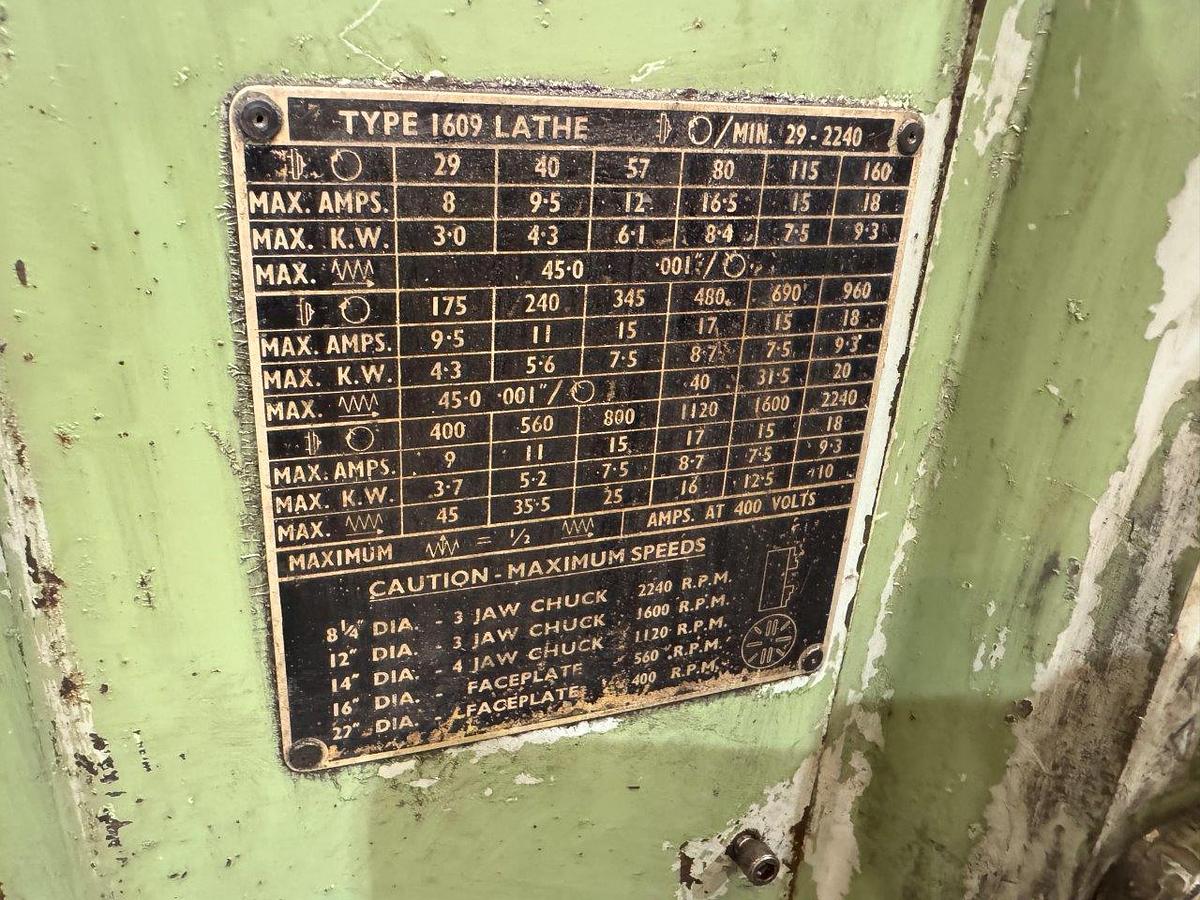 TYPE 1609 LATHE /MIN. 29-2240
29 40 57 80 115 160
MAX. AMPS. 8 9·5 12 16·5 15 18
MAX. K.W. 3·0 4·3 6·1 8·4 7·5 9·3
MAX. 45·0 ·001"/
175 240 345 480 690 960
MAX. AMPS. 9·5 11 15 17 15 18
MAX. K.W. 4·3 5·6 7·5 8·7 7·5 9·3
MAX. 45·0 ·001"/ 40 31·5 20
400 560 800 1120 1600 2240
MAX. AMPS. 9 11 15 17 15 18
MAX. K.W. 3·7 5·2 7·5 8·7 7·5 9·3
MAX. 45 35·5 25 16 12·5 10
MAXIMUM = 1/2 AMPS. AT 400 VOLTS
CAUTION - MAXIMUM SPEEDS
8¼" DIA. - 3 JAW CHUCK 2240 R.P.M.
12" DIA. - 3 JAW CHUCK 1600 R.P.M.
14" DIA. - 4 JAW CHUCK 1120 R.P.M.
16" DIA. - FACEPLATE 560 R.P.M.
22" DIA. - FACEPLATE 400 R.P.M.